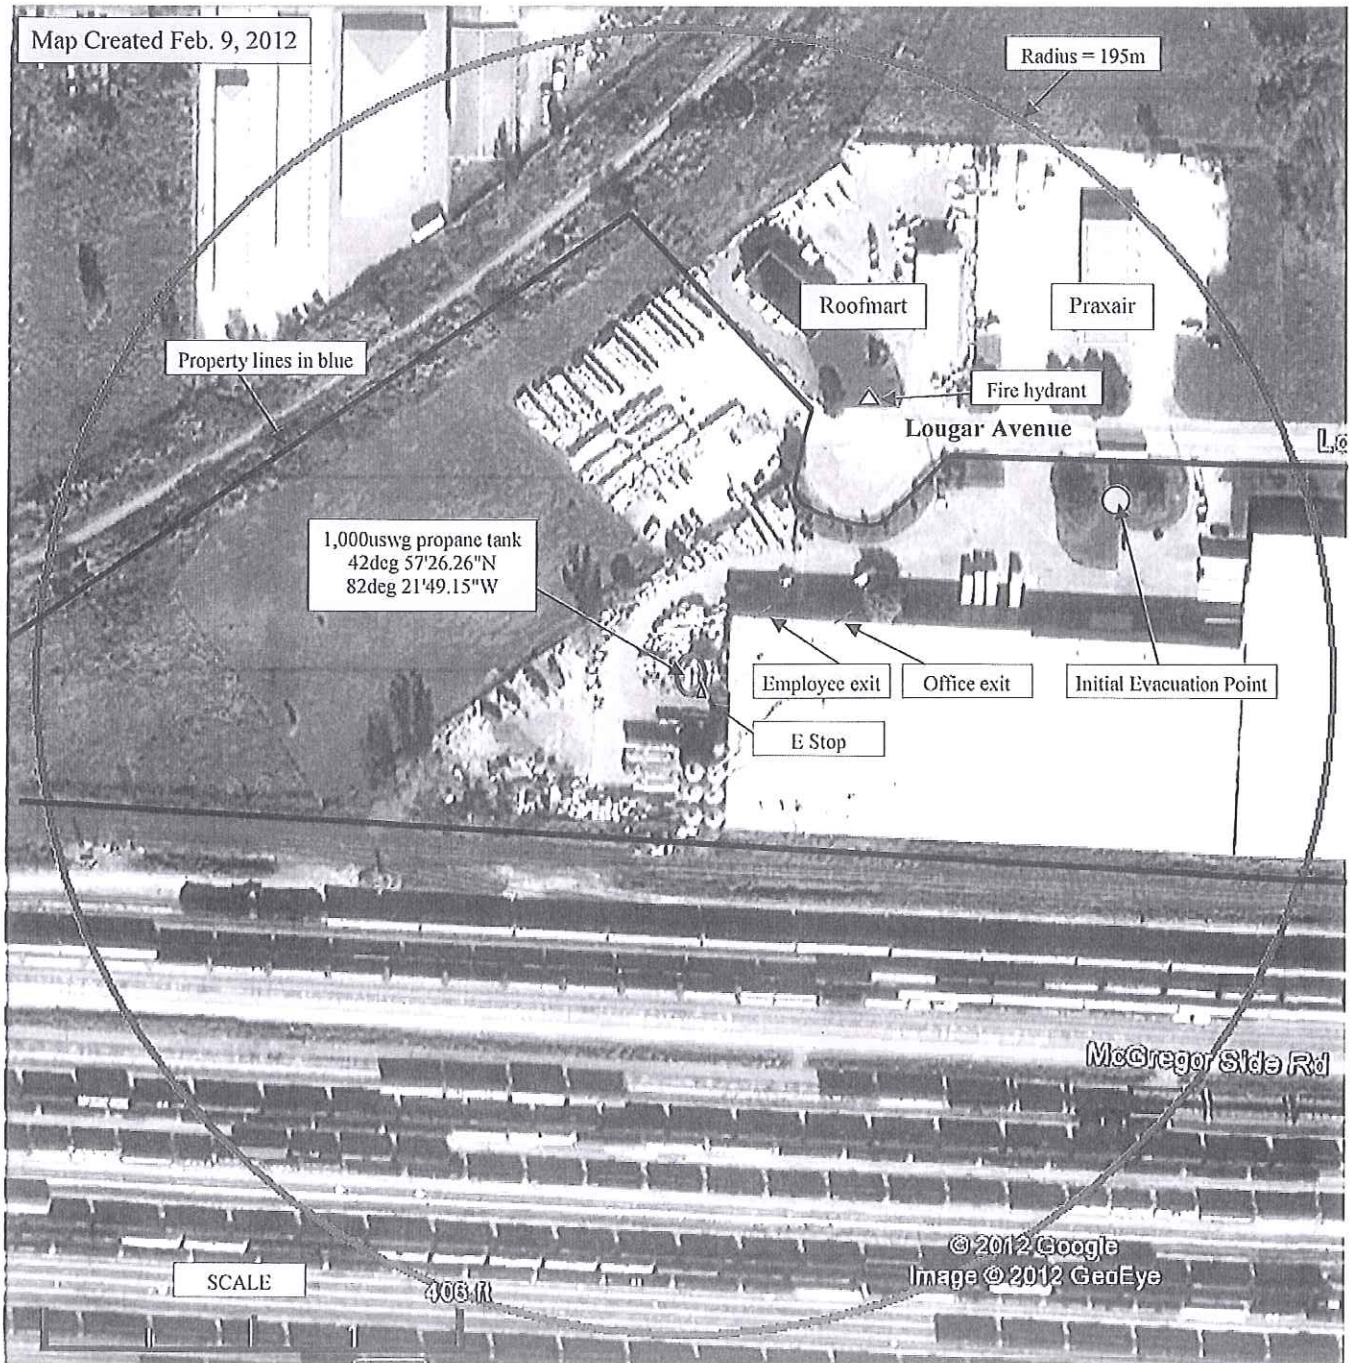 Map Created Feb. 9, 2012
Radius = 195m
Roofmart
Praxair
Property lines in blue
Fire hydrant
Lougar Avenue
Lo
1,000uswg propane tank
42deg 57'26.26"N
82deg 21'49.15"W
Employee exit
Office exit
Initial Evacuation Point
E Stop
McGregor Side Rd
© 2012 Google
Image © 2012 GeoEye
SCALE
406 ft